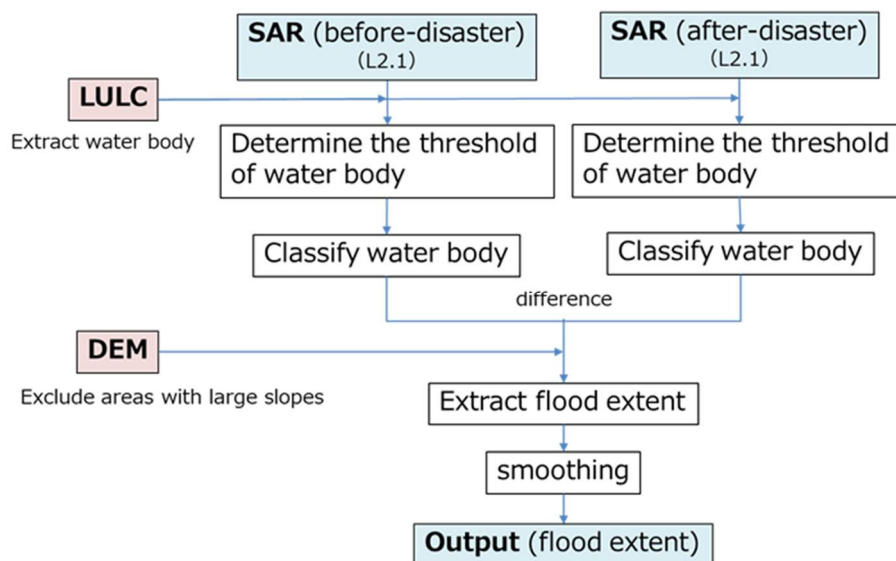 SAR (before-disaster)
(L2.1)
SAR (after-disaster)
(L2.1)
LULC
Extract water body
Determine the threshold
of water body
Determine the threshold
of water body
Classify water body
Classify water body
difference
DEM
Exclude areas with large slopes
Extract flood extent
smoothing
Output (flood extent)